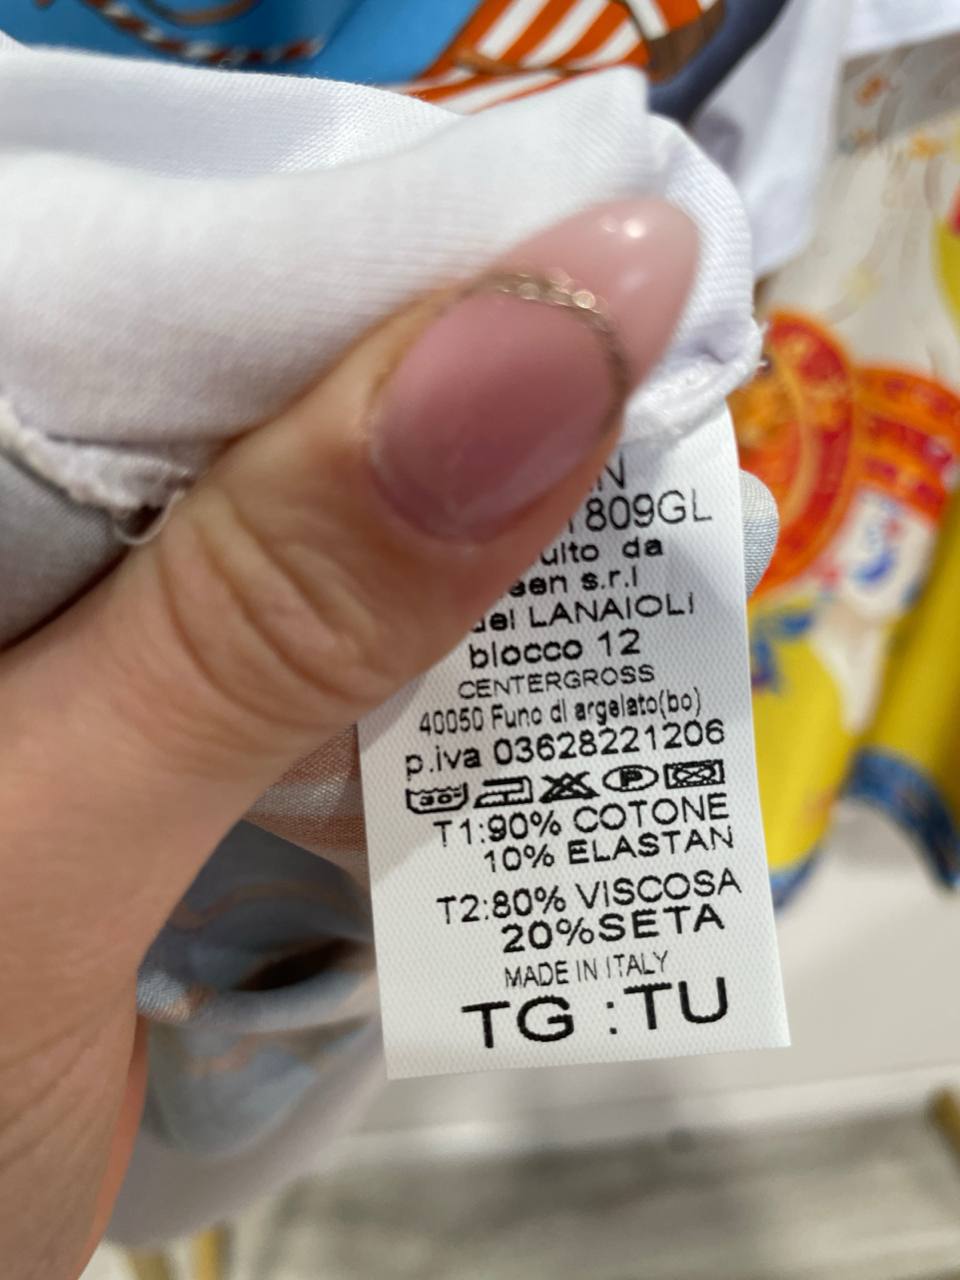 809GL
da
s.r.l
LANAIOLI
blocco 12
CENTERGROSS
40050 Funo di argelato(bo)
p.iva 03628221206
30°
P
T1:90% COTONE
10% ELASTAN
T2:80% VISCOSA
20%SETA
MADE IN ITALY
TG :TU